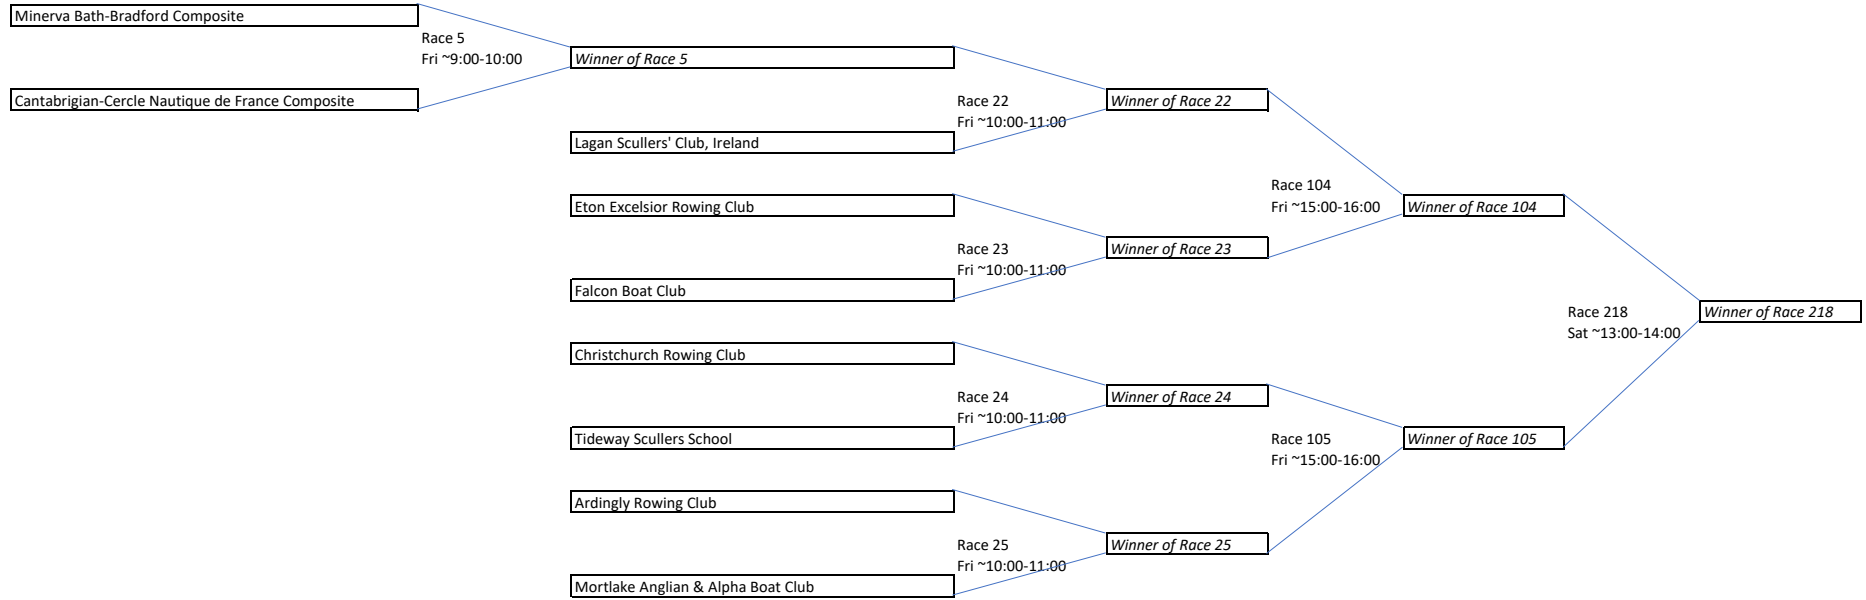 Minerva Bath-Bradford Composite
Race 5
Fri ~9:00-10:00
Winner of Race 5
Cantabrigian-Cercle Nautique de France Composite
Race 22
Fri ~10:00-11:00
Winner of Race 22
Lagan Scullers' Club, Ireland
Race 104
Fri ~15:00-16:00
Winner of Race 104
Eton Excelsior Rowing Club
Race 23
Fri ~10:00-11:00
Winner of Race 23
Falcon Boat Club
Race 218
Sat ~13:00-14:00
Winner of Race 218
Christchurch Rowing Club
Race 24
Fri ~10:00-11:00
Winner of Race 24
Tideway Scullers School
Race 105
Fri ~15:00-16:00
Winner of Race 105
Ardingly Rowing Club
Race 25
Fri ~10:00-11:00
Winner of Race 25
Mortlake Anglian & Alpha Boat Club